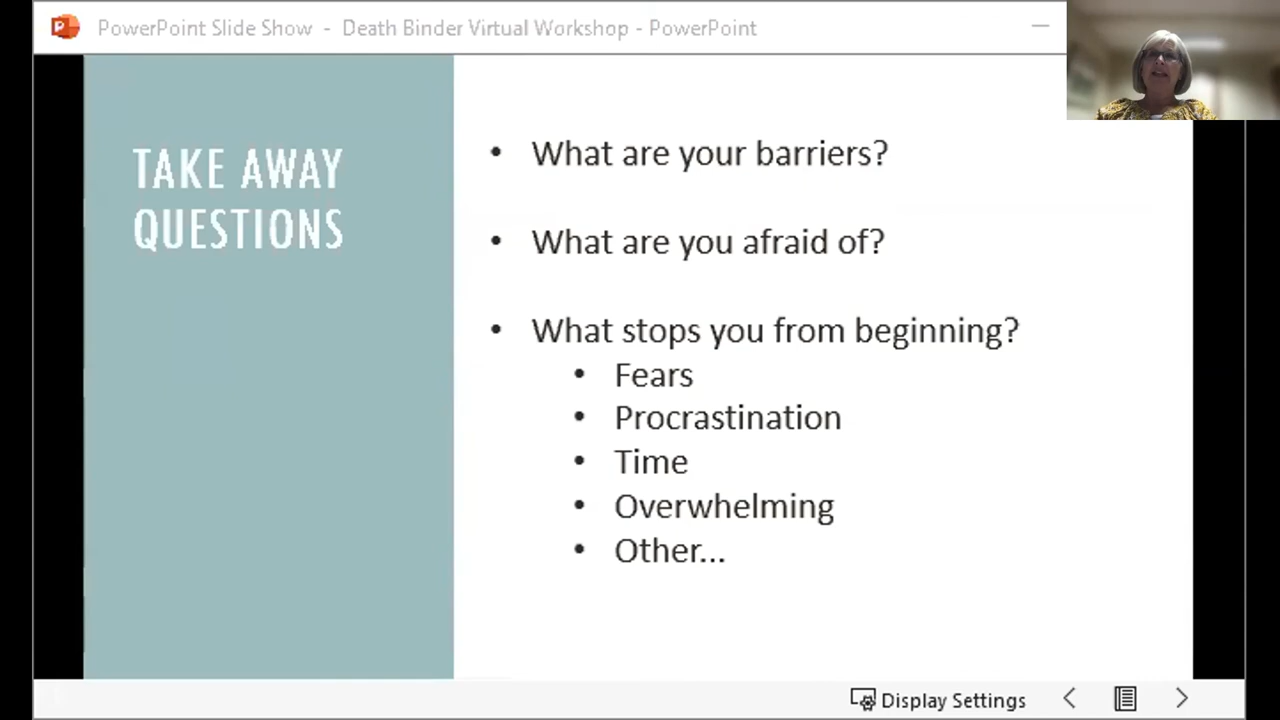 PowerPoint Slide Show - Death Binder Virtual Workshop - PowerPoint
TAKE AWAY
QUESTIONS
• What are your barriers?
• What are you afraid of?
• What stops you from beginning?
• Fears
• Procrastination
• Time
• Overwhelming
• Other...
Display Settings